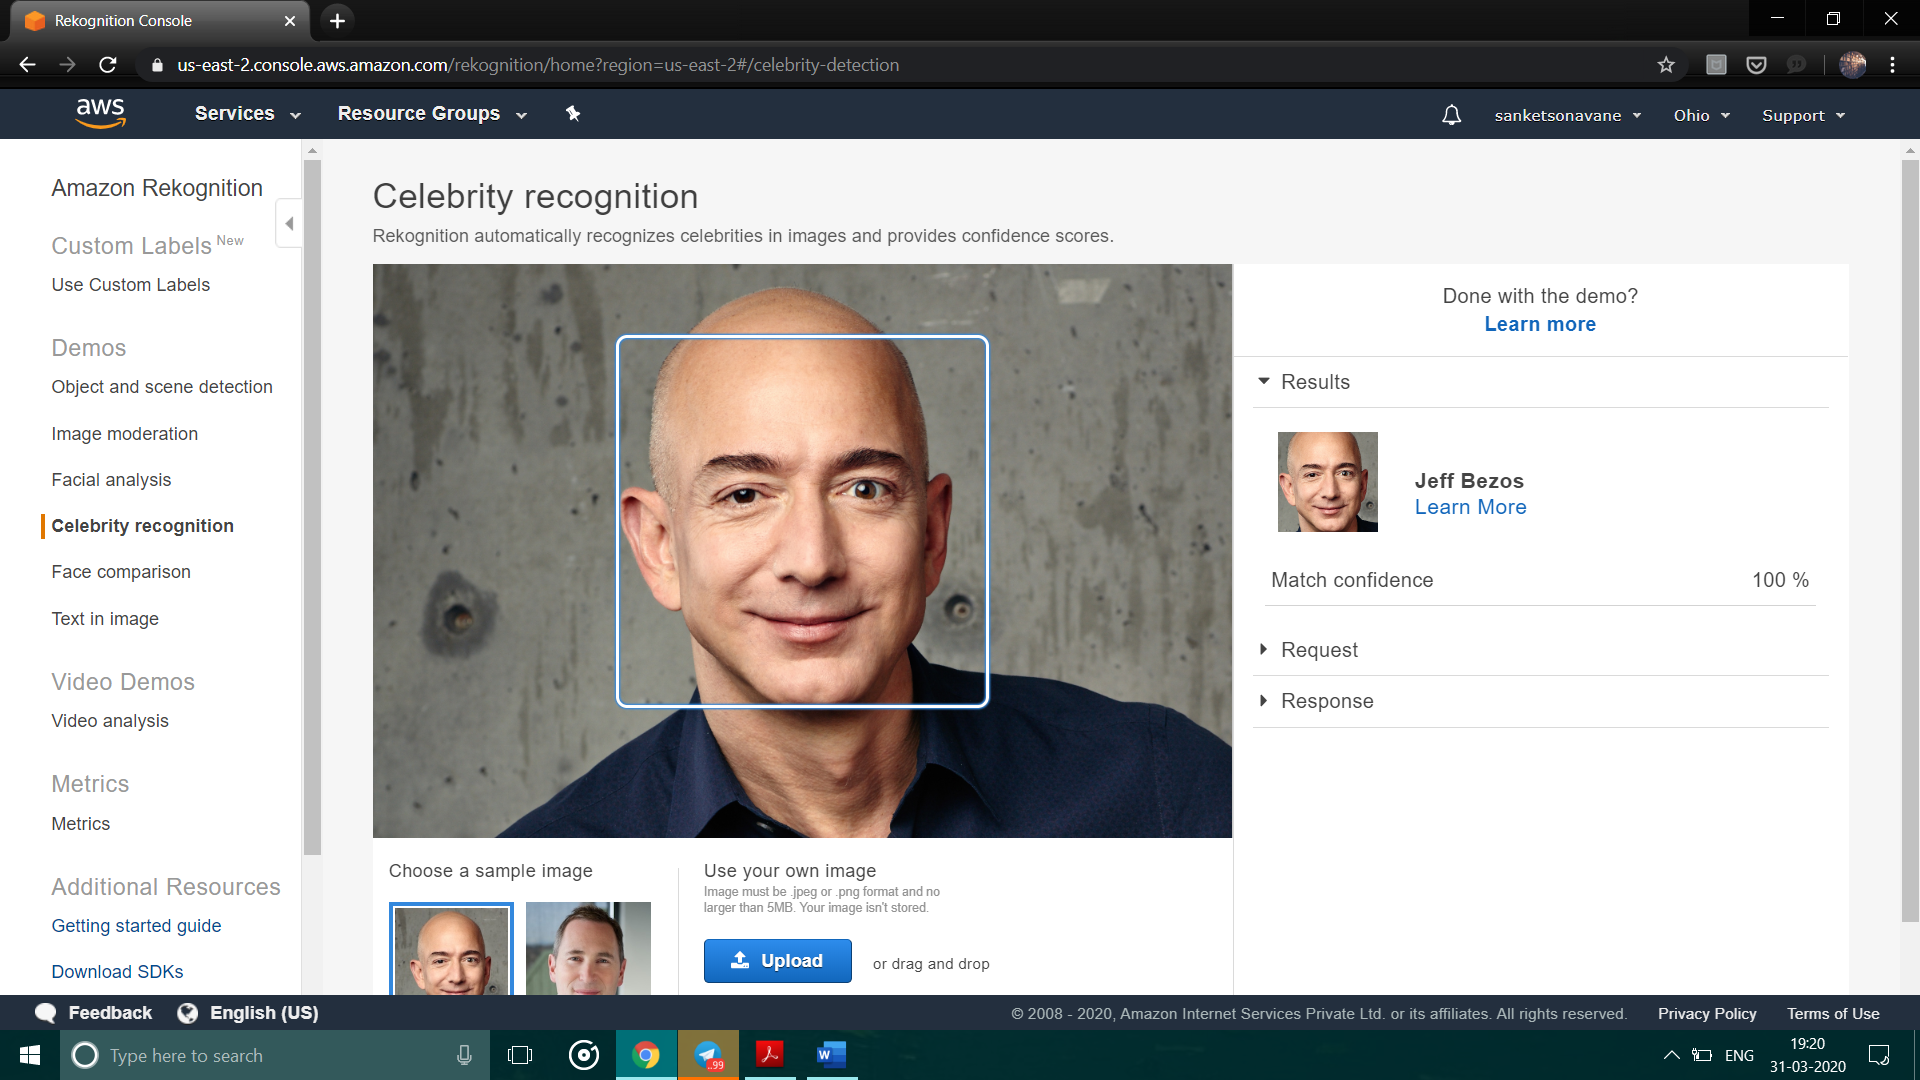 Rekognition Console
us-east-2.console.aws.amazon.com/rekognition/home?region=us-east-2#/celebrity-detection
aws
Services
Resource Groups
sanketsonavane
Ohio
Support
Amazon Rekognition
Custom Labels New
Use Custom Labels
Demos
Object and scene detection
Image moderation
Facial analysis
Celebrity recognition
Face comparison
Text in image
Video Demos
Video analysis
Metrics
Metrics
Additional Resources
Getting started guide
Download SDKs
Celebrity recognition
Rekognition automatically recognizes celebrities in images and provides confidence scores.
Choose a sample image
Use your own image
Image must be .jpeg or .png format and no
larger than 5MB. Your image isn't stored.
Upload
or drag and drop
Done with the demo?
Learn more
Results
Jeff Bezos
Learn More
Match confidence 100 %
Request
Response
Feedback
English (US)
© 2008 - 2020, Amazon Internet Services Private Ltd. or its affiliates. All rights reserved.
Privacy Policy
Terms of Use
Type here to search
..99
W
ENG
19:20
31-03-2020